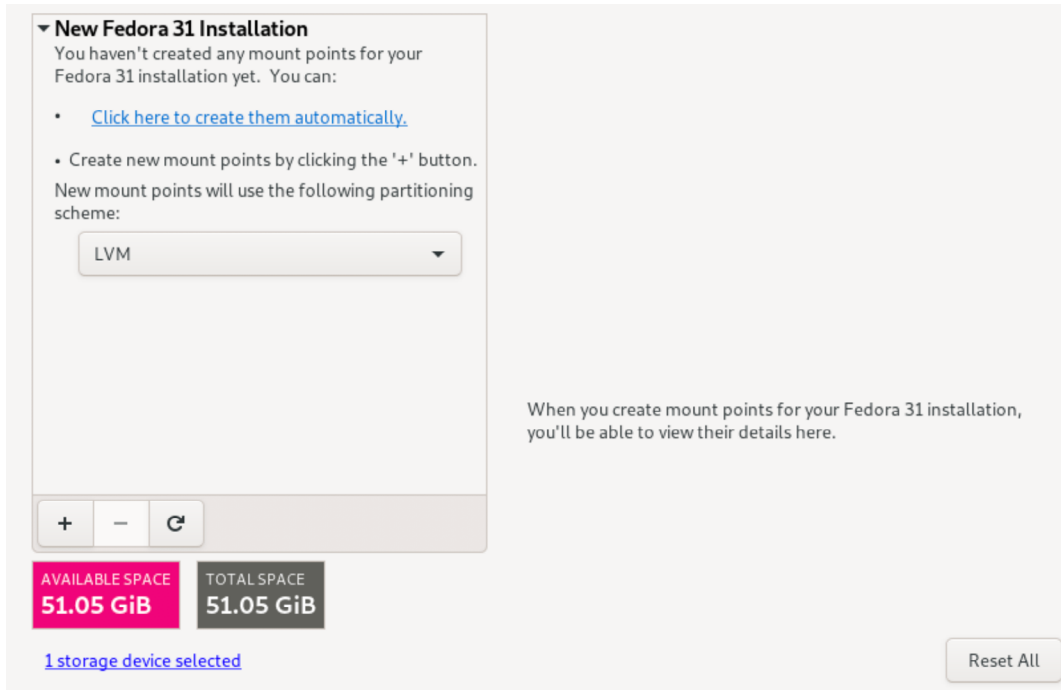 New Fedora 31 Installation
You haven't created any mount points for your
Fedora 31 installation yet.  You can:
• Click here to create them automatically.
• Create new mount points by clicking the '+' button.
New mount points will use the following partitioning
scheme:
LVM
When you create mount points for your Fedora 31 installation,
you'll be able to view their details here.
+ −
AVAILABLE SPACE
51.05 GiB
TOTAL SPACE
51.05 GiB
1 storage device selected
Reset All